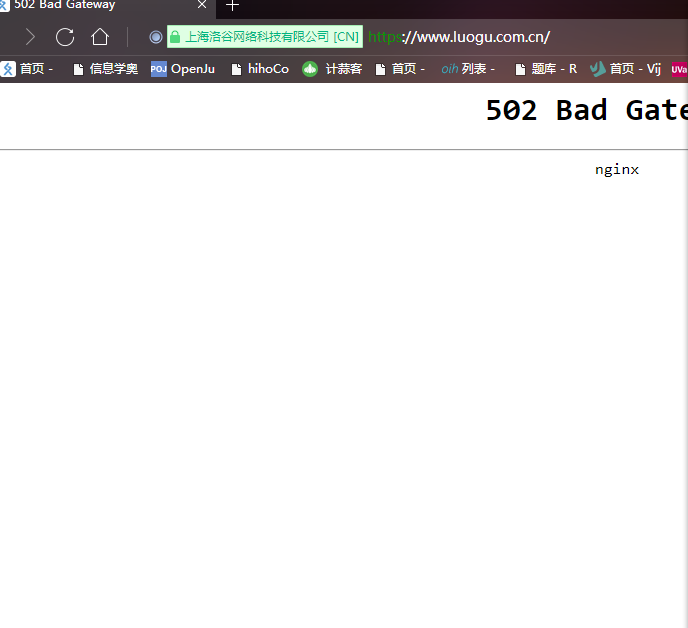 502 Bad Gateway
上海洛谷网络科技有限公司 [CN] https://www.luogu.com.cn/
首页 - 信息学奥 POJ OpenJu hihoCo 计蒜客 首页 - oih 列表 - 题库 - R 首页 - Vij UVa
502 Bad Gate
nginx